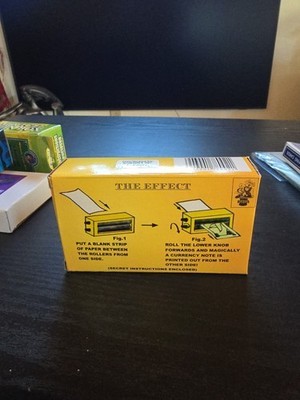 THE EFFECT
Fig.1
PUT A BLANK STRIP
OF PAPER BETWEEN
THE ROLLERS FROM
ONE SIDE.
Fig.2
ROLL THE LOWER KNOB
FORWARDS AND MAGICALLY
A CURRENCY NOTE IS
PRINTED OUT FROM THE
OTHER SIDE!
(SECRET INSTRUCTIONS ENCLOSED)